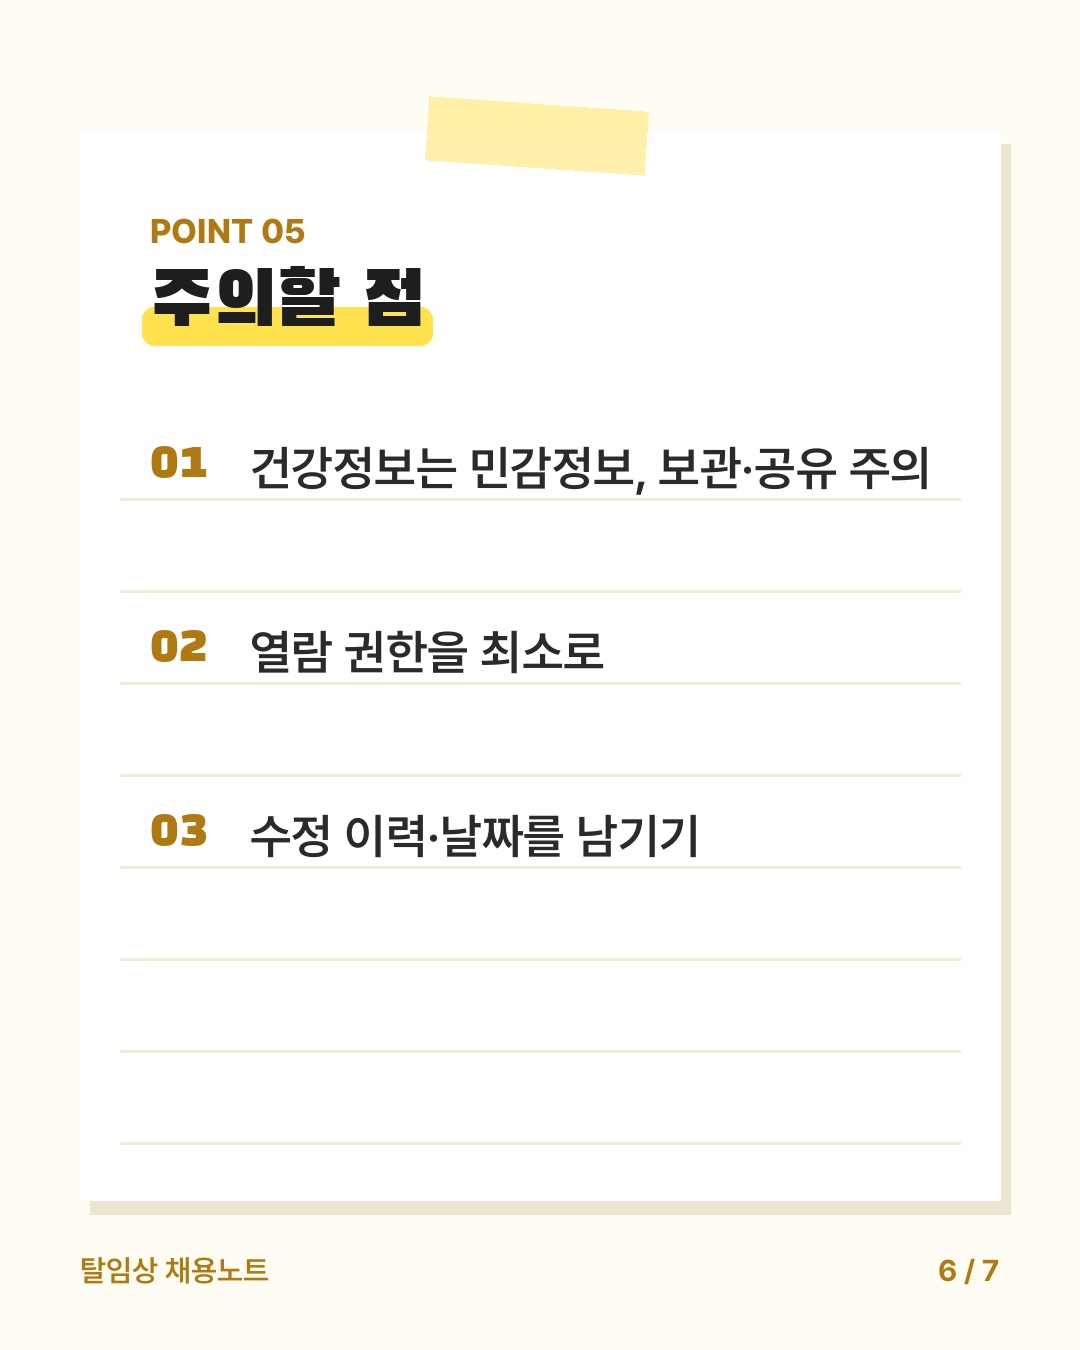 POINT 05
주의할 점
01 건강정보는 민감정보, 보관·공유 주의
02 열람 권한을 최소로
03 수정 이력·날짜를 남기기
탈임상 채용노트
6 / 7